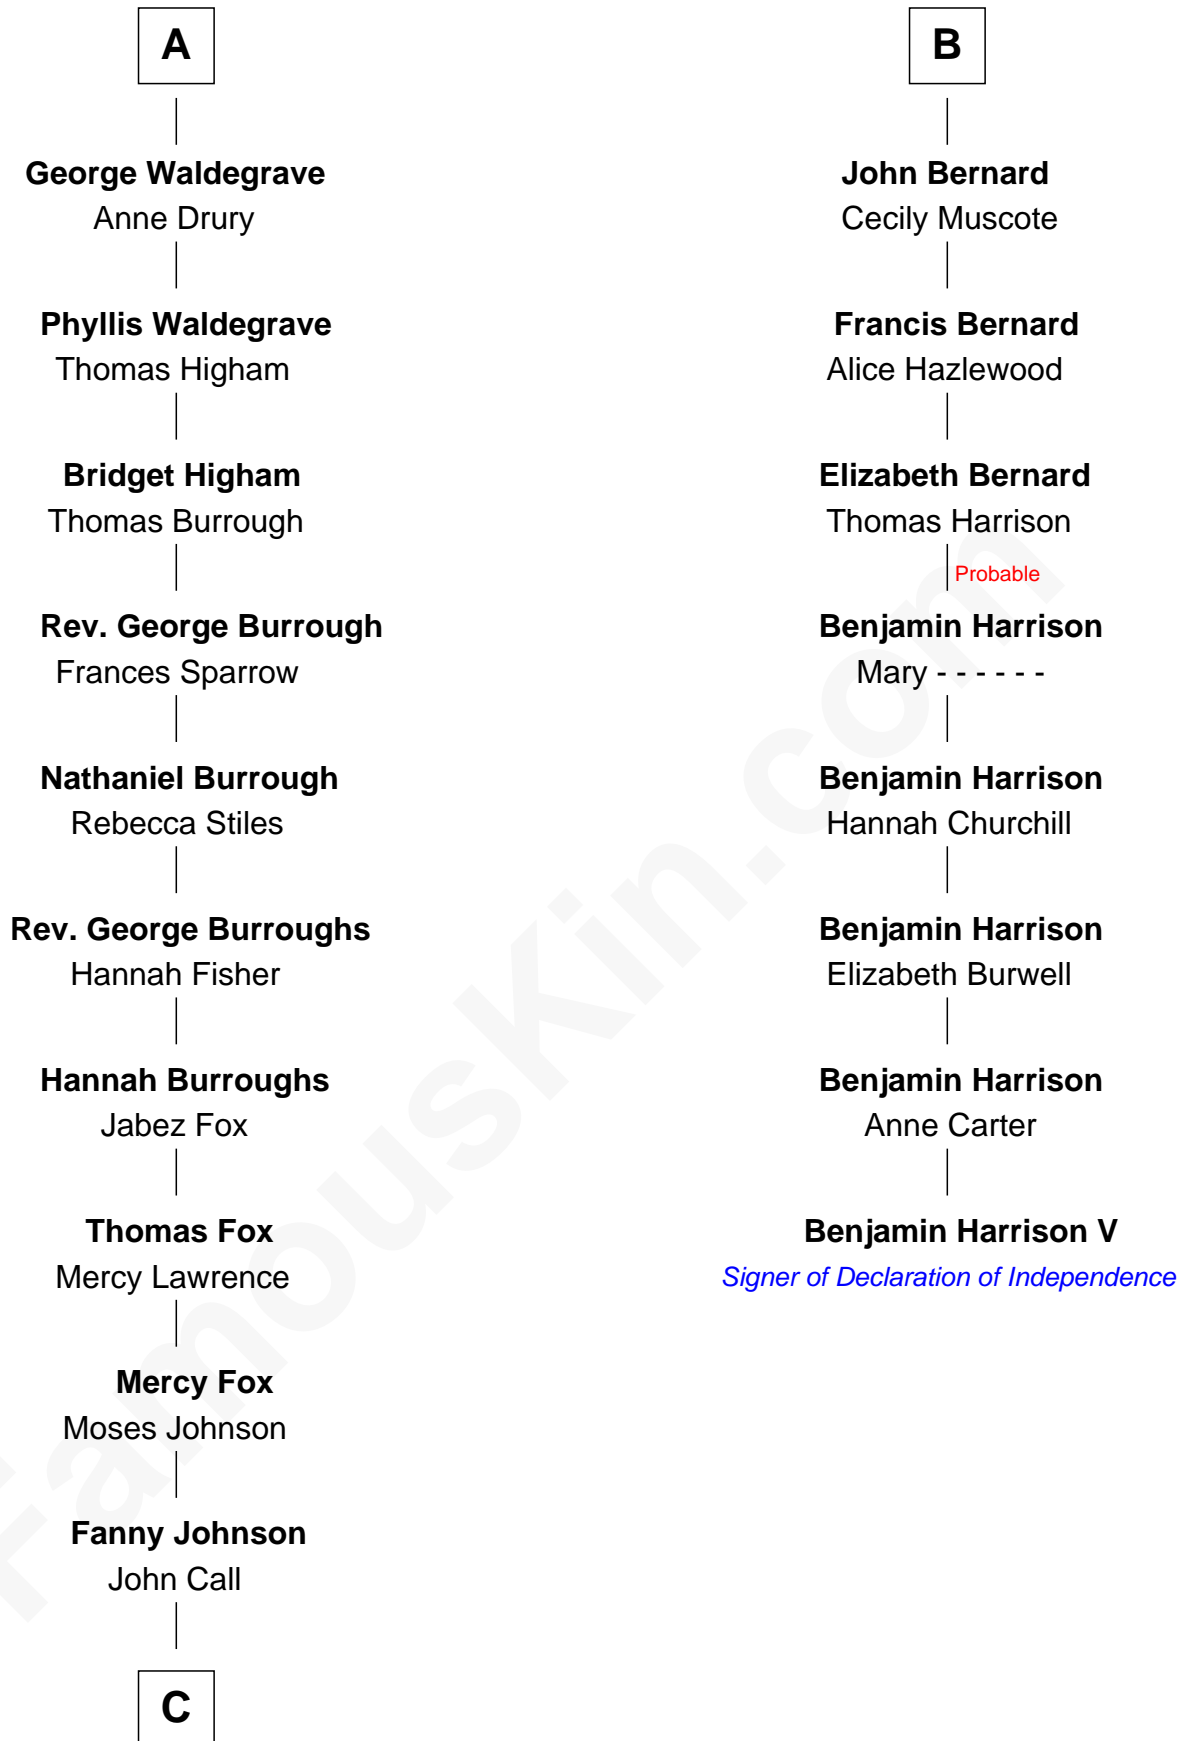 A
George Waldegrave
Anne Drury
Phyllis Waldegrave
Thomas Higham
Bridget Higham
Thomas Burrough
Rev. George Burrough
Frances Sparrow
Nathaniel Burrough
Rebecca Stiles
Rev. George Burroughs
Hannah Fisher
Hannah Burroughs
Jabez Fox
Thomas Fox
Mercy Lawrence
Mercy Fox
Moses Johnson
Fanny Johnson
John Call
C
B
John Bernard
Cecily Muscote
Francis Bernard
Alice Hazlewood
Elizabeth Bernard
Thomas Harrison
Probable
Benjamin Harrison
Mary - - - - - -
Benjamin Harrison
Hannah Churchill
Benjamin Harrison
Elizabeth Burwell
Benjamin Harrison
Anne Carter
Benjamin Harrison V
Signer of Declaration of Independence
FamousKin.com